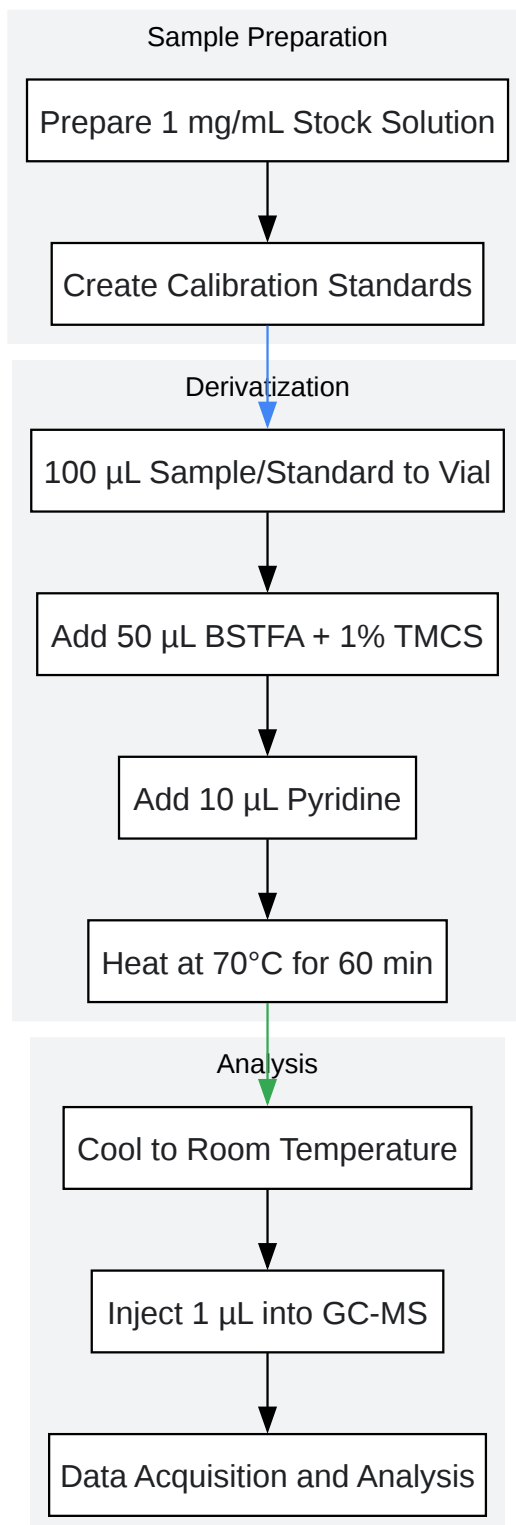 Sample Preparation
Prepare 1 mg/mL Stock Solution
Create Calibration Standards
Derivatization
100 µL Sample/Standard to Vial
Add 50 µL BSTFA + 1% TMCS
Add 10 µL Pyridine
Heat at 70°C for 60 min
Analysis
Cool to Room Temperature
Inject 1 µL into GC-MS
Data Acquisition and Analysis